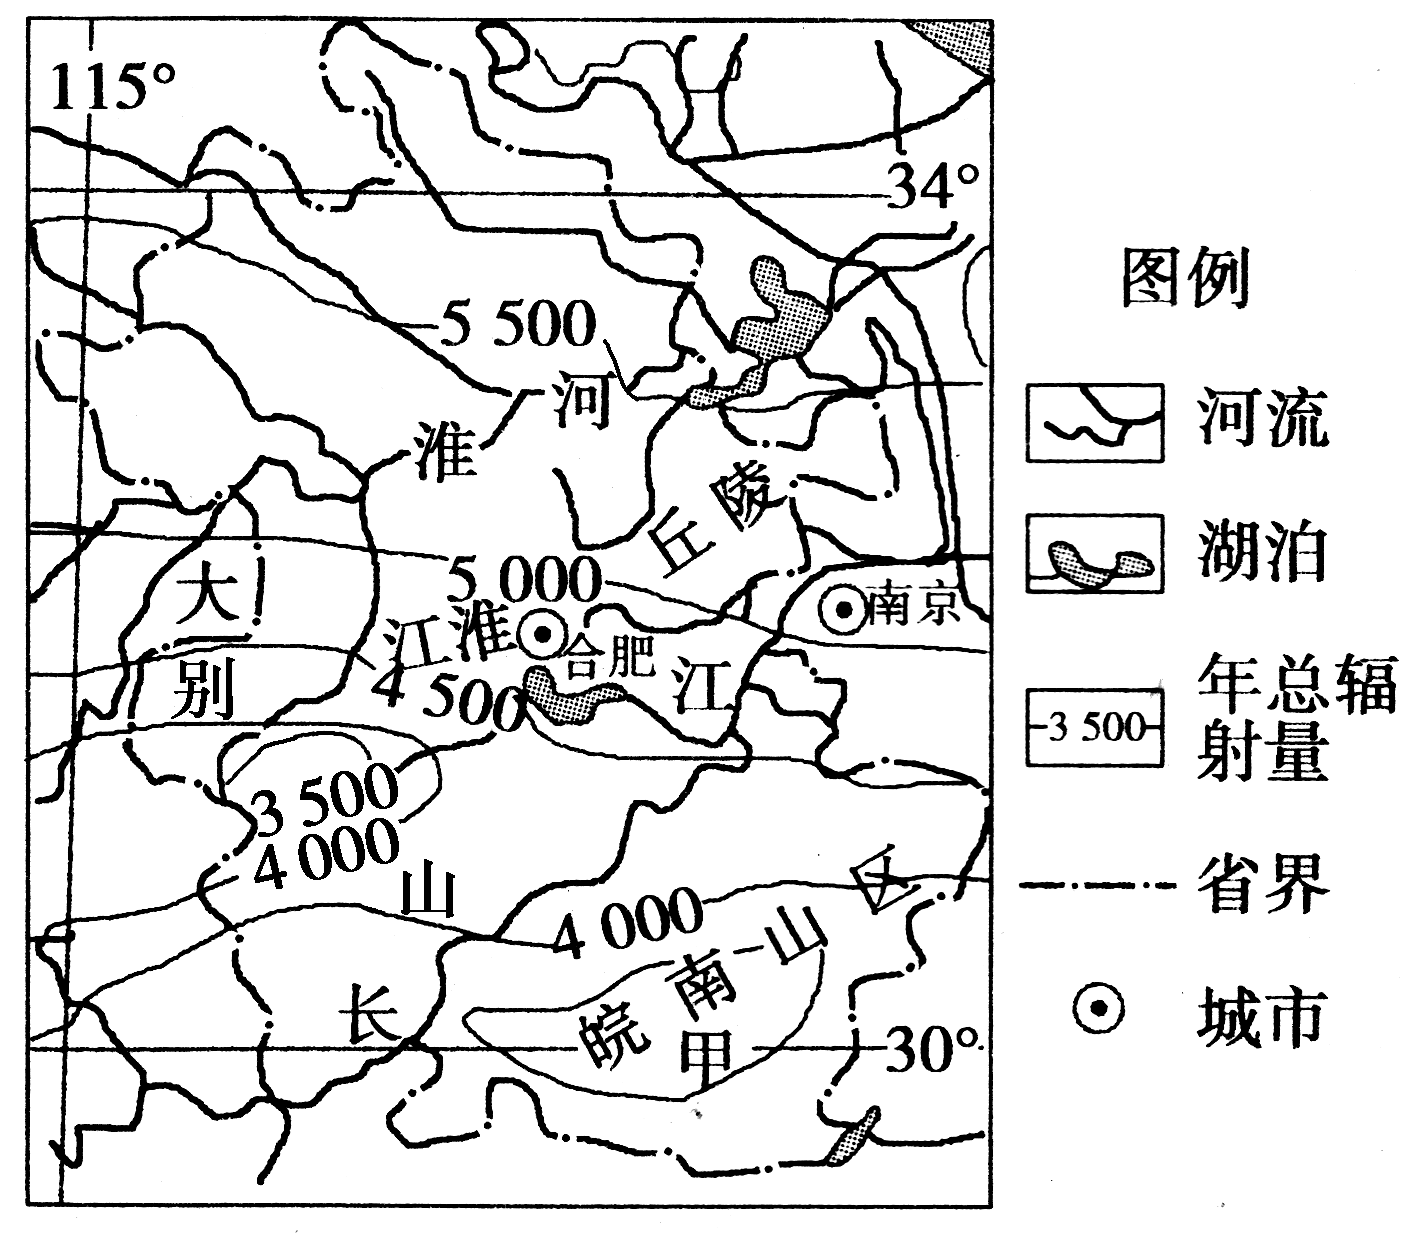 115°
34°
5 500
河
淮
丘陵
5 000
大
别
江淮
合肥
南京
4 500
江
3 500
4 000
山
4 000
皖南山区
甲
长
30°
图例
河流
湖泊
3 500
年总辐
射量
省界
城市